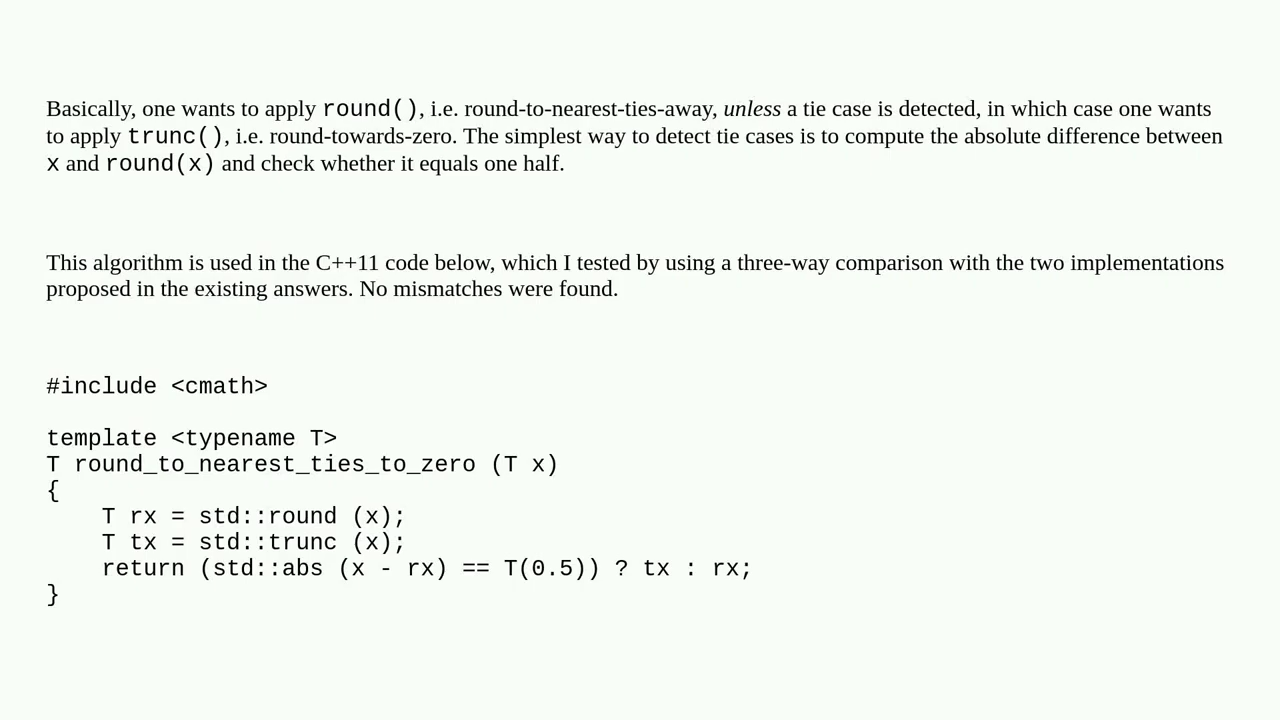 Basically, one wants to apply round(), i.e. round-to-nearest-ties-away, unless a tie case is detected, in which case one wants
to apply trunc(), i.e. round-towards-zero. The simplest way to detect tie cases is to compute the absolute difference between
x and round(x) and check whether it equals one half.
This algorithm is used in the C++11 code below, which I tested by using a three-way comparison with the two implementations
proposed in the existing answers. No mismatches were found.
#include <cmath>
template <typename T>
T round_to_nearest_ties_to_zero (T x)
{
    T rx = std::round (x);
    T tx = std::trunc (x);
    return (std::abs (x - rx) == T(0.5)) ? tx : rx;
}